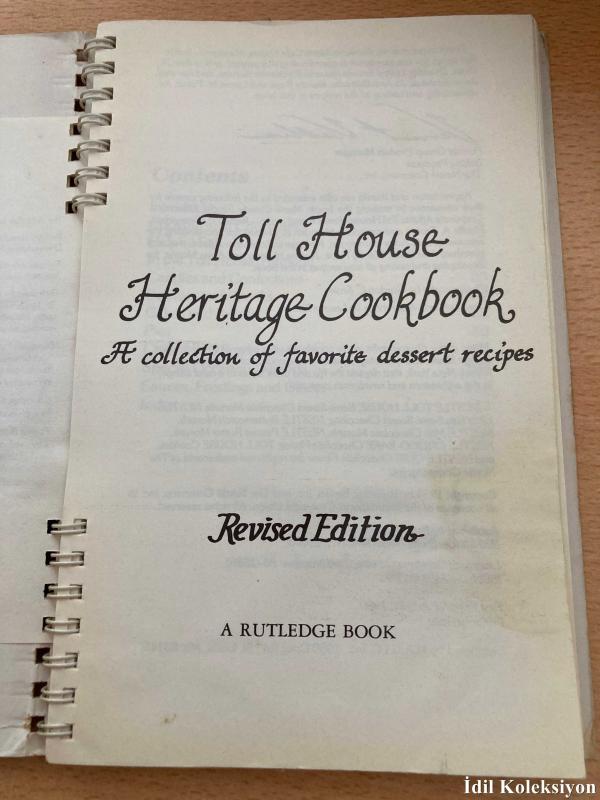 Toll House
Heritage Cookbook
A collection of favorite dessert recipes
Revised Edition
A RUTLEDGE BOOK
İdil Koleksiyon